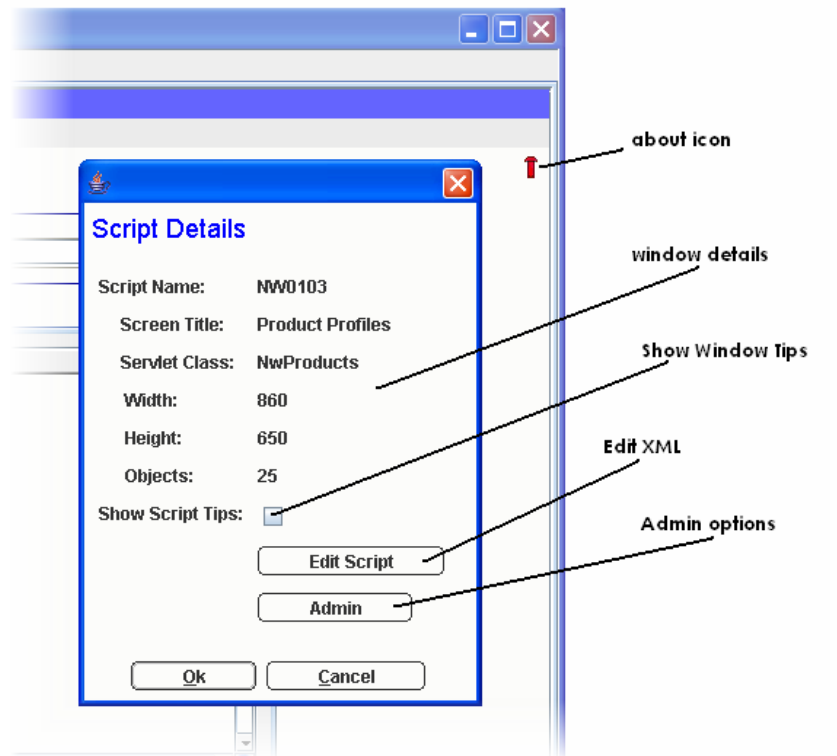 about icon
Script Details
window details
Script Name: NW0103
Screen Title: Product Profiles
Servlet Class: NwProducts
Show Window Tips
Width: 860
Height: 650
Edit XML
Objects: 25
Show Script Tips:
Admin options
Edit Script
Admin
Ok
Cancel